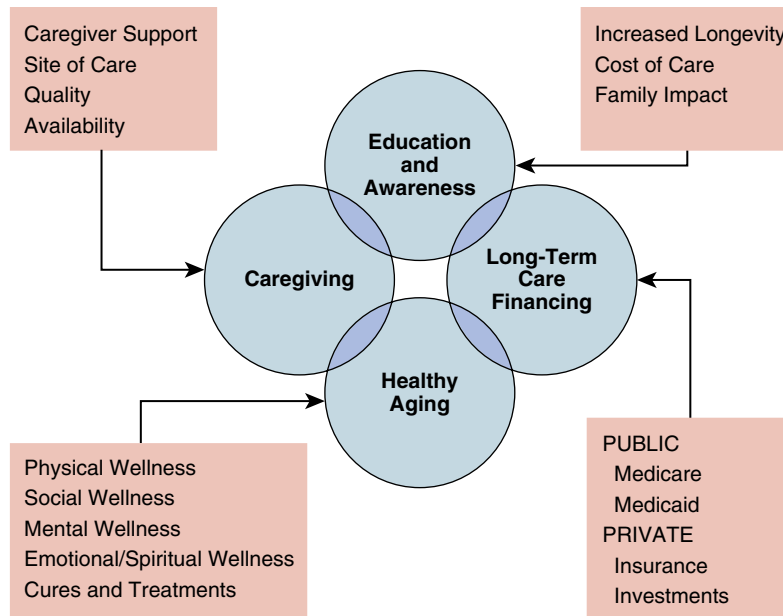 Caregiver Support
Site of Care
Quality
Availability
Increased Longevity
Cost of Care
Family Impact
Education
and
Awareness
Caregiving
Long-Term
Care
Financing
Healthy
Aging
Physical Wellness
Social Wellness
Mental Wellness
Emotional/Spiritual Wellness
Cures and Treatments
PUBLIC
Medicare
Medicaid
PRIVATE
Insurance
Investments